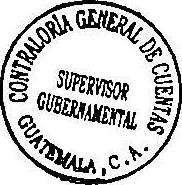 CONTRALORIA GENERAL DE CUENTAS
SUPERVISOR
GUBERNAMENTAL
GUATEMALA, C. A.